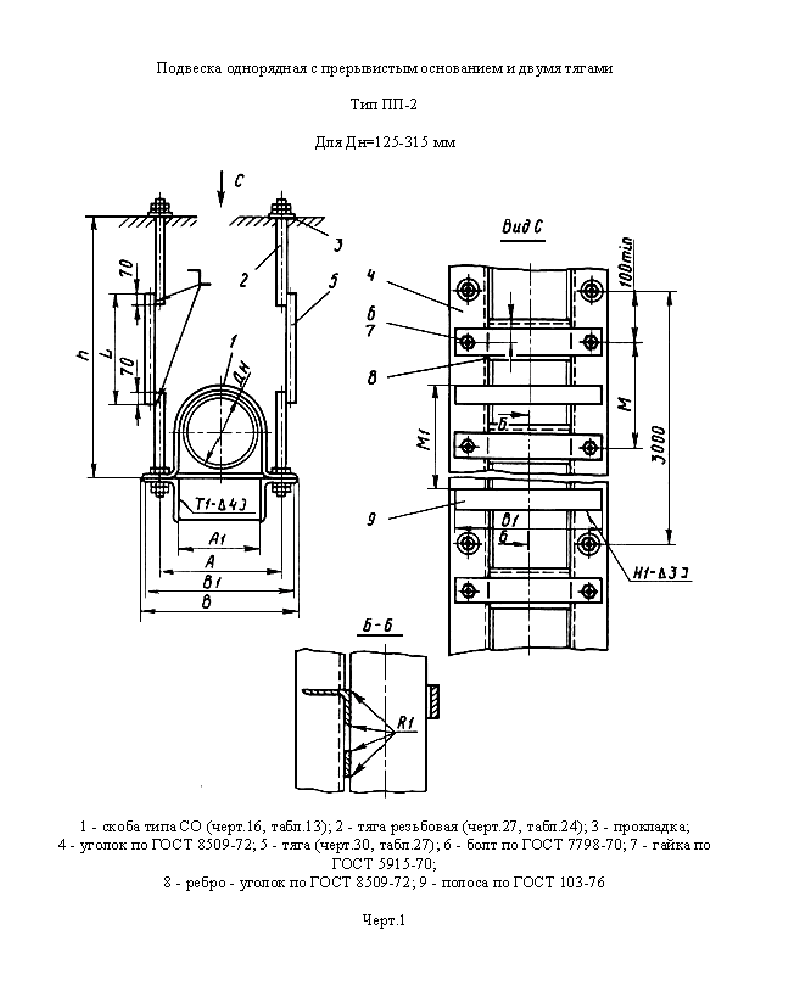 Подвеска однорядная с прерывистым основанием и двумя тягами
Тип ПП-2
Для Дн=125-315 мм
С
3
2
5
70
h
L
70
1
Дн
Т1-Δ4
А1
А
В1
В
Вид С
4
6
7
8
9
100min
М
3000
М1
Б
В1
Б
Н1-Δ3
Б-Б
R1
1 - скоба типа СО (черт.16, табл.13); 2 - тяга резьбовая (черт.27, табл.24); 3 - прокладка;
4 - уголок по ГОСТ 8509-72; 5 - тяга (черт.30, табл.27); 6 - болт по ГОСТ 7798-70; 7 - гайка по
ГОСТ 5915-70;
8 - ребро - уголок по ГОСТ 8509-72; 9 - полоса по ГОСТ 103-76
Черт.1